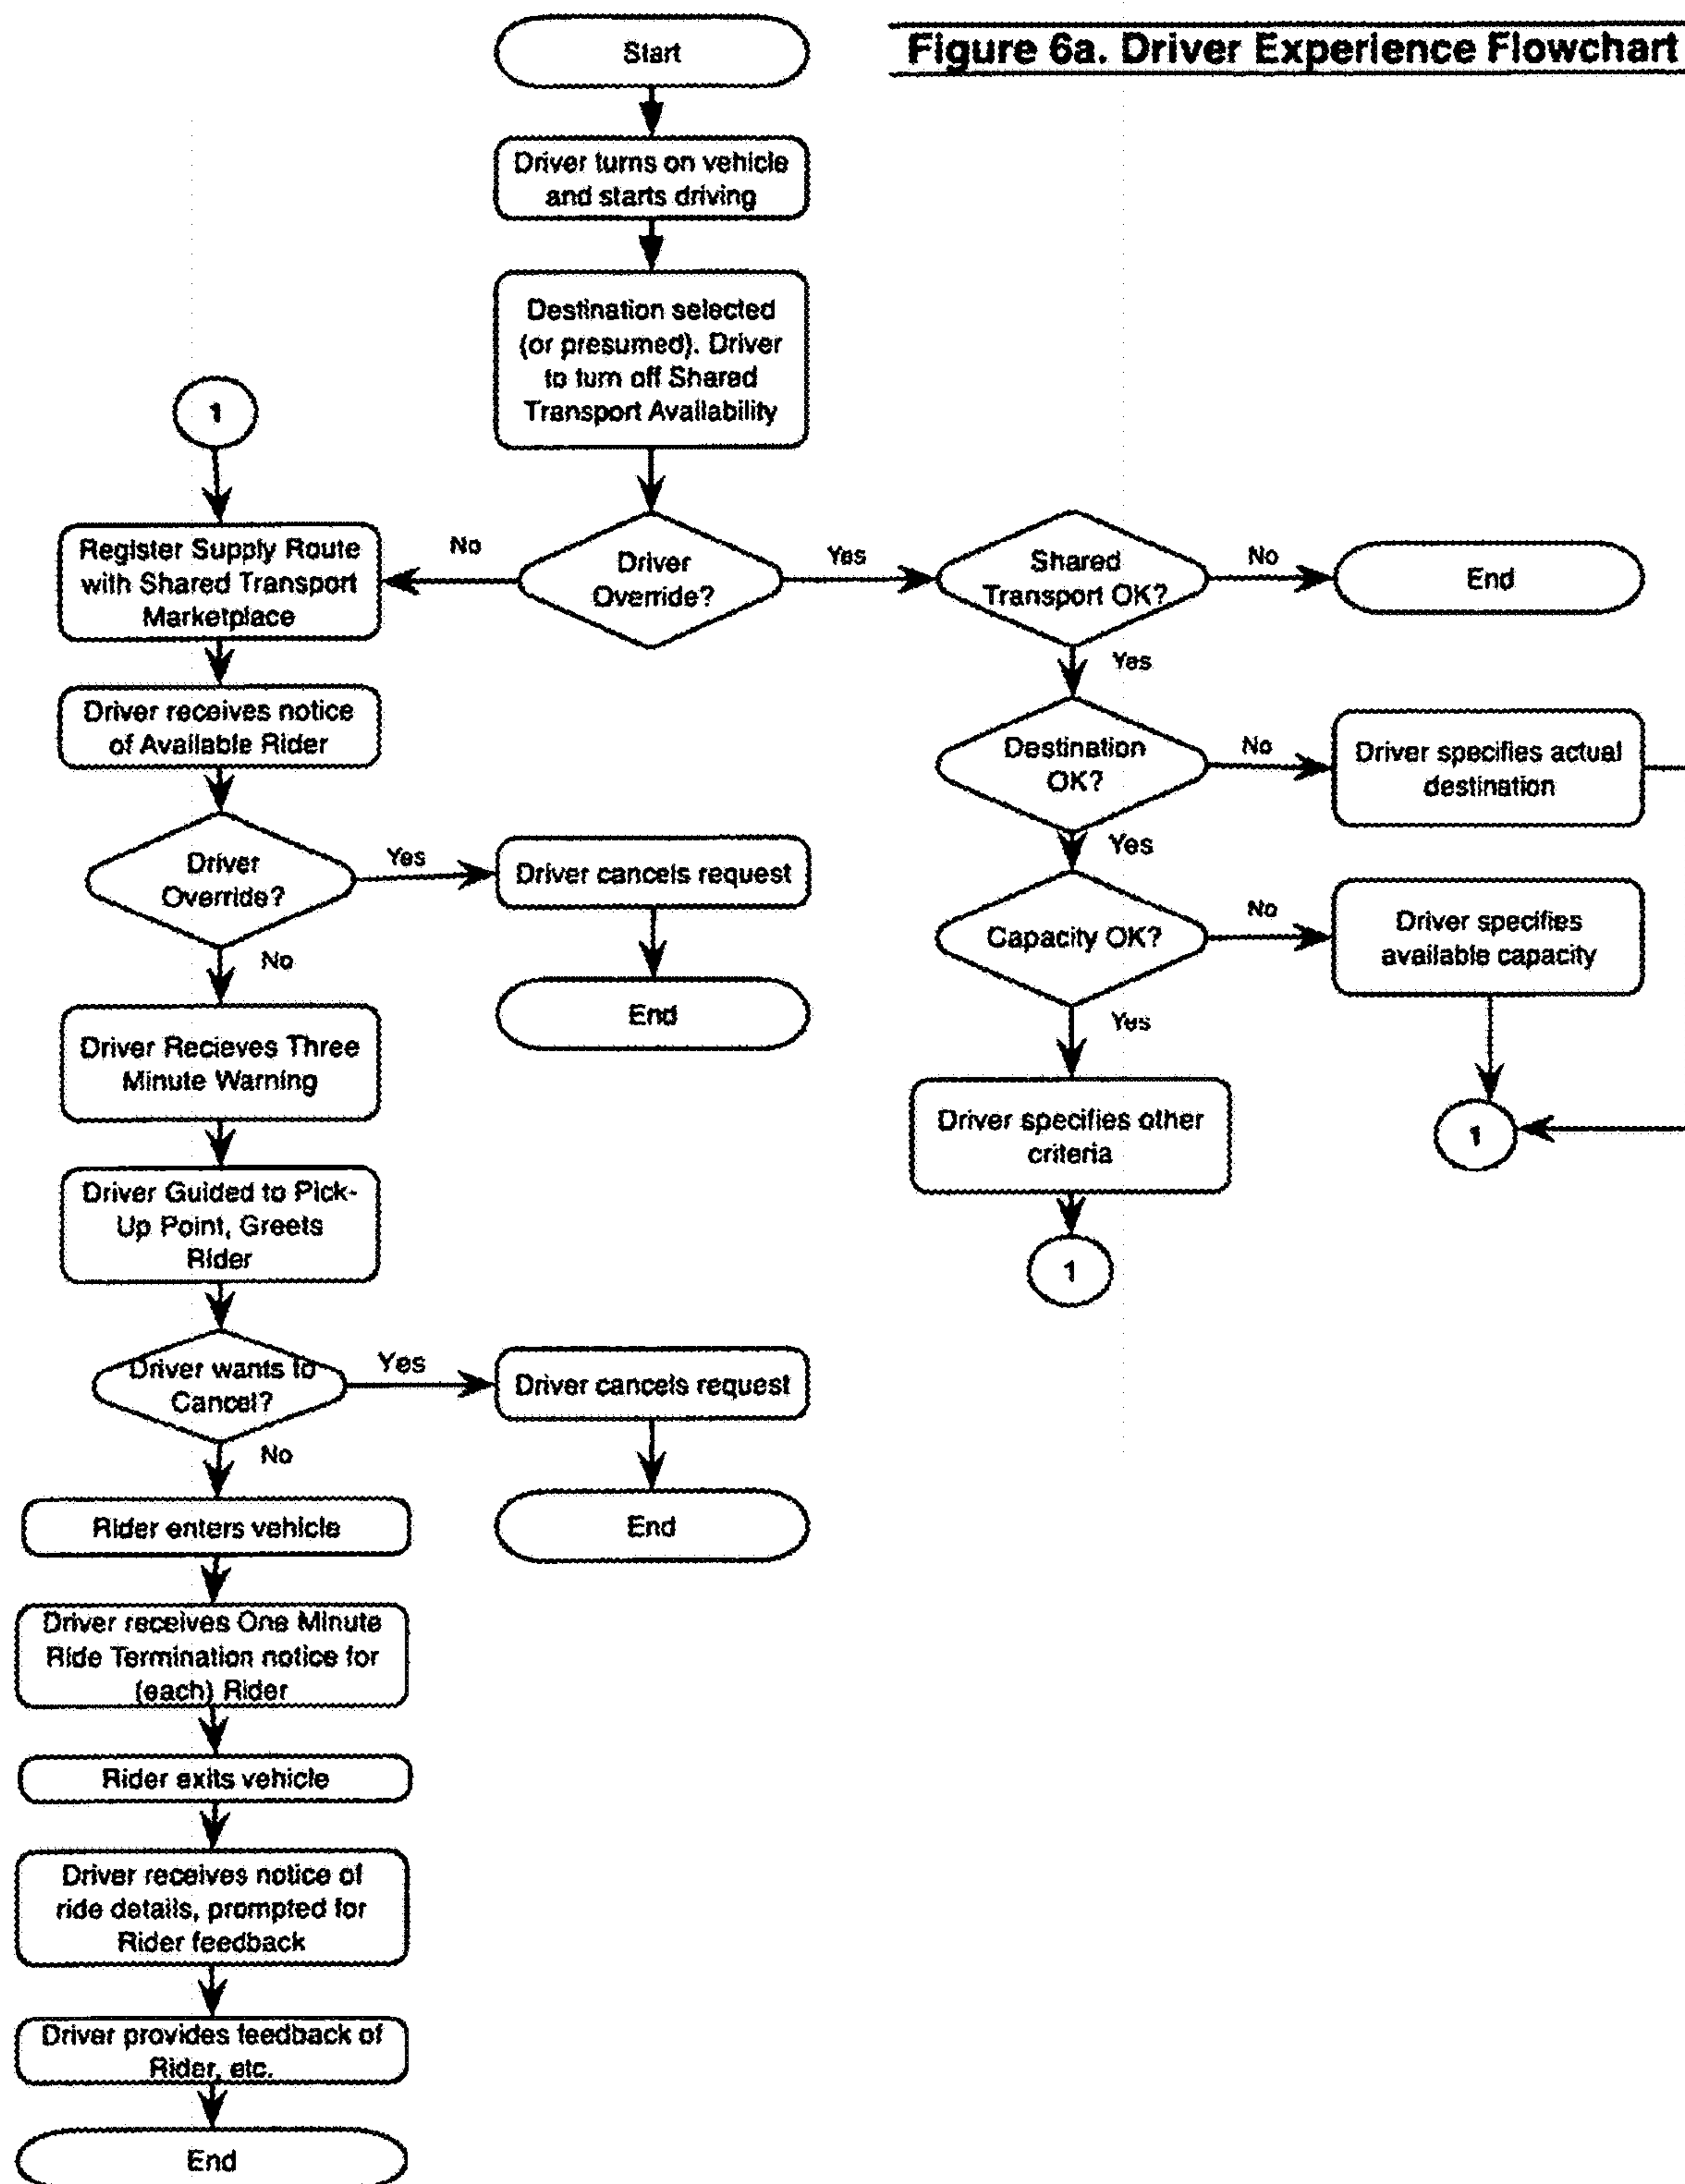 Figure 6a. Driver Experience Flowchart
Start
Driver turns on vehicle
and starts driving
Destination selected
(or presumed). Driver
to turn off Shared
Transport Availability
1
Register Supply Route
with Shared Transport
Marketplace
No
Driver
Override?
Yes
Shared
Transport OK?
No
End
Yes
Driver receives notice
of Available Rider
Destination
OK?
No
Driver specifies actual
destination
Yes
Driver
Override?
Yes
Driver cancels request
Capacity OK?
No
Driver specifies
available capacity
No
End
Yes
Driver Recieves Three
Minute Warning
Driver specifies other
criteria
1
Driver Guided to Pick-
Up Point, Greets
Rider
1
Driver wants to
Cancel?
Yes
Driver cancels request
No
Rider enters vehicle
End
Driver receives One Minute
Ride Termination notice for
(each) Rider
Rider exits vehicle
Driver receives notice of
ride details, prompted for
Rider feedback
Driver provides feedback of
Rider, etc.
End